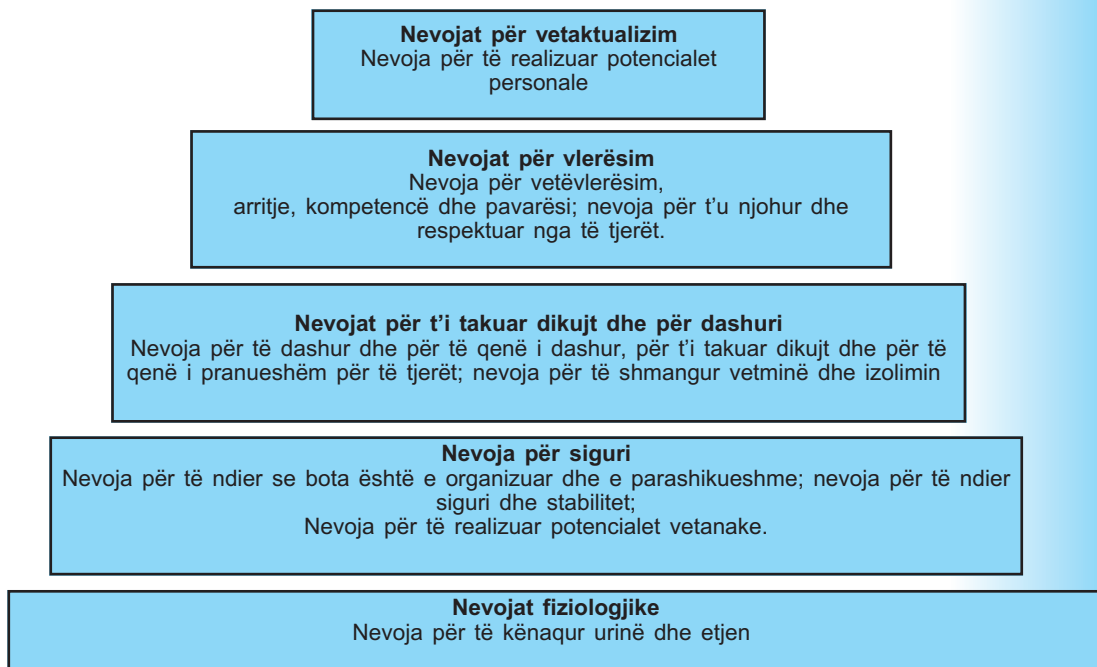 Nevojat për vetaktualizim
Nevoja për të realizuar potencialet
personale
Nevojat për vlerësim
Nevoja për vetëvlerësim,
arritje, kompetencë dhe pavarësi; nevoja për t’u njohur dhe
respektuar nga të tjerët.
Nevojat për t’i takuar dikujt dhe për dashuri
Nevoja për të dashur dhe për të qenë i dashur, për t’i takuar dikujt dhe për të
qenë i pranueshëm për të tjerët; nevoja për të shmangur vetminë dhe izolimin
Nevoja për siguri
Nevoja për të ndier se bota është e organizuar dhe e parashikueshme; nevoja për të ndier
siguri dhe stabilitet;
Nevoja për të realizuar potencialet vetanake.
Nevojat fiziologjike
Nevoja për të kënaqur urinë dhe etjen